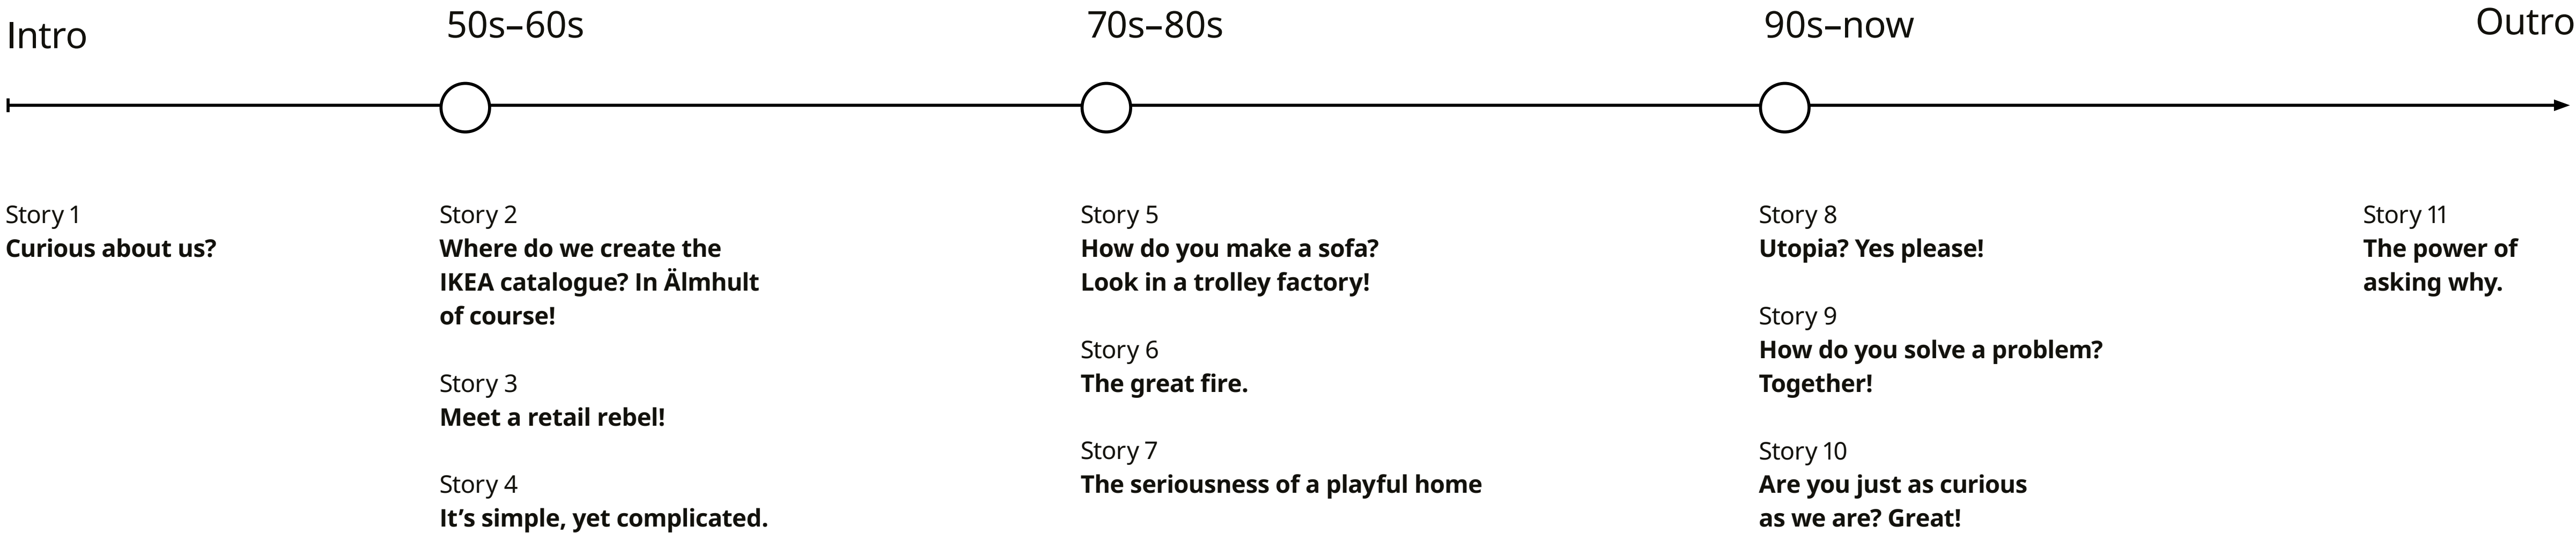 Intro
50s–60s
70s–80s
90s–now
Outro
Story 1
Curious about us?
Story 2
Where do we create the
IKEA catalogue? In Älmhult
of course!
Story 3
Meet a retail rebel!
Story 4
It’s simple, yet complicated.
Story 5
How do you make a sofa?
Look in a trolley factory!
Story 6
The great fire.
Story 7
The seriousness of a playful home
Story 8
Utopia? Yes please!
Story 9
How do you solve a problem?
Together!
Story 10
Are you just as curious
as we are? Great!
Story 11
The power of
asking why.